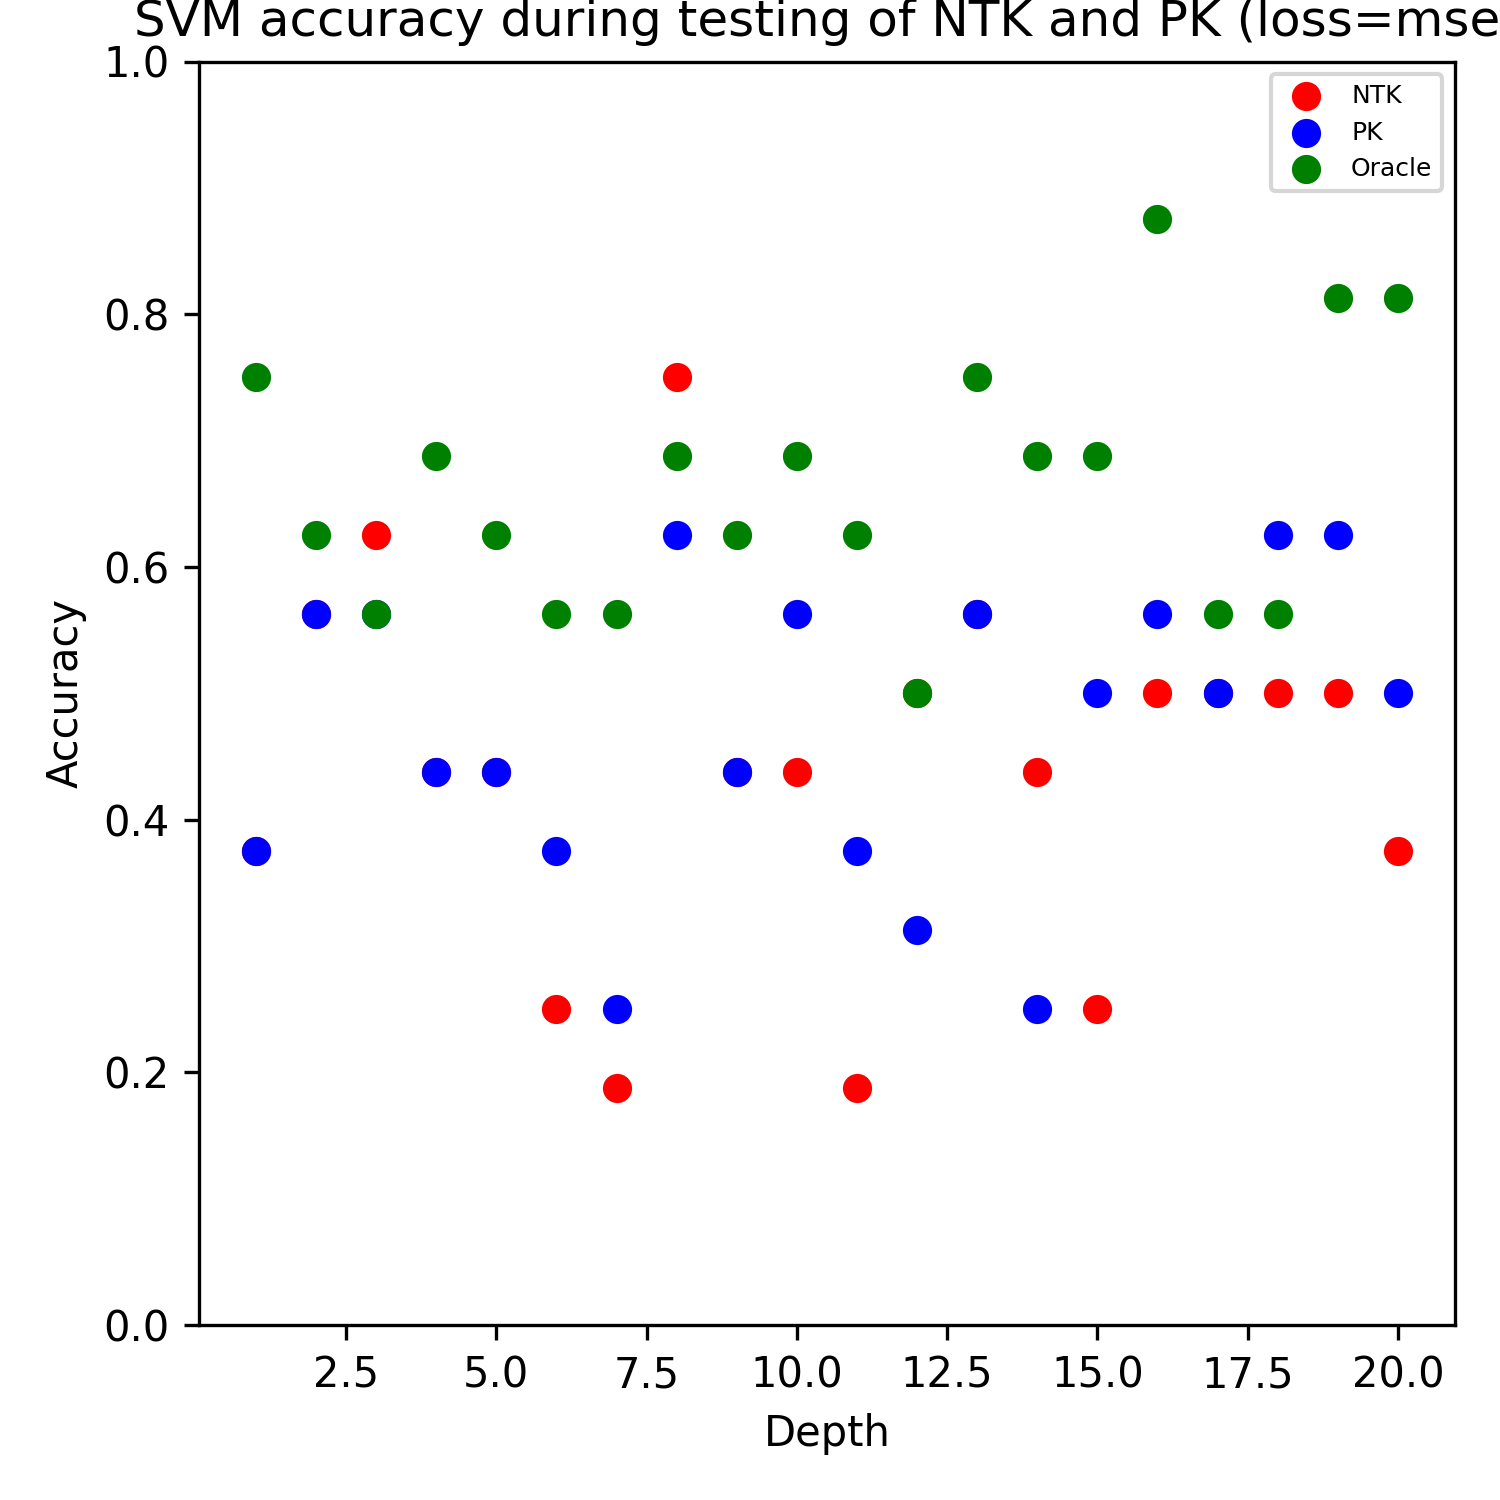 SVM accuracy during testing of NTK and PK (loss=mse
1.0
NTK
PK
Oracle
0.8
0.6
Accuracy
0.4
0.2
0.0
2.5 5.0 7.5 10.0 12.5 15.0 17.5 20.0
Depth